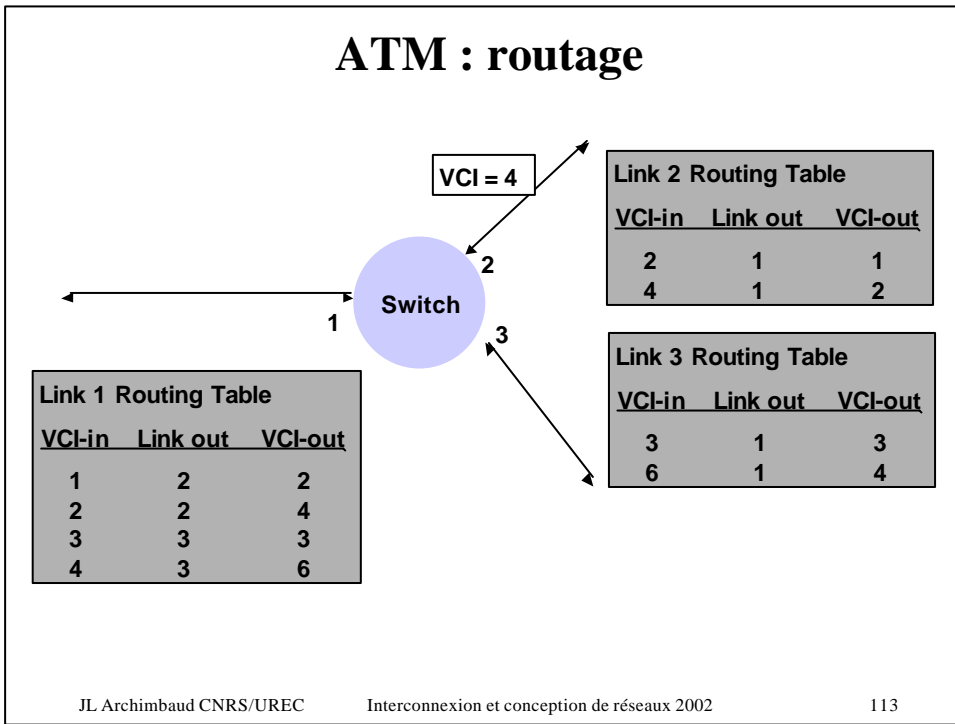 ATM : routage
VCI = 4
Link 2 Routing Table
VCI-in Link out VCI-out
2 1 1
4 1 2
2
Switch
1
3
Link 3 Routing Table
VCI-in Link out VCI-out
3 1 3
6 1 4
Link 1 Routing Table
VCI-in Link out VCI-out
1 2 2
2 2 4
3 3 3
4 3 6
JL Archimbaud CNRS/UREC Interconnexion et conception de réseaux 2002 113